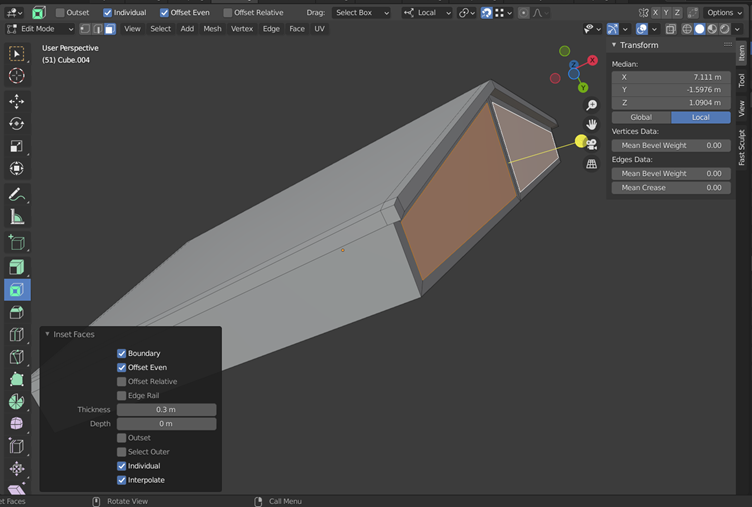 Outset Individual Offset Even Offset Relative Drag: Select Box Local X Y Z Options
Edit Mode View Select Add Mesh Vertex Edge Face UV
User Perspective
(51) Cube.004
X
Y
Z
Transform
Median:
X 7.111 m
Y -1.5976 m
Z 1.0904 m
Global Local
Vertices Data:
Mean Bevel Weight 0.00
Edges Data:
Mean Bevel Weight 0.00
Mean Crease 0.00
Item
Tool
View
Fast Sculpt
Inset Faces
Boundary
Offset Even
Offset Relative
Edge Rail
Thickness 0.3 m
Depth 0 m
Outset
Select Outer
Individual
Interpolate
et Faces Rotate View Call Menu